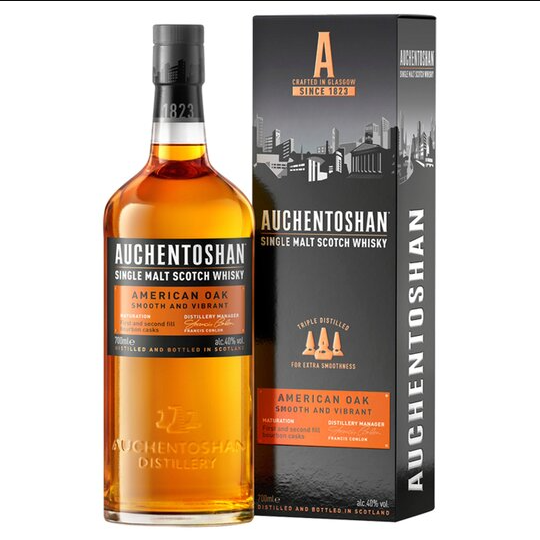 1823
AUCHENTOSHAN
SINGLE MALT SCOTCH WHISKY
AMERICAN OAK
SMOOTH AND VIBRANT
MATURATION
First and second fill
bourbon casks
DISTILLERY MANAGER
FRANCIS CONLON
700ml℮
alc.40% vol.
DISTILLED AND BOTTLED IN SCOTLAND
AUCHENTOSHAN
DISTILLERY
A
CRAFTED IN GLASGOW
SINCE 1823
AUCHENTOSHAN
SINGLE MALT SCOTCH WHISKY
TRIPLE DISTILLED
FOR EXTRA SMOOTHNESS
AMERICAN OAK
SMOOTH AND VIBRANT
MATURATION
First and second fill
bourbon casks
DISTILLERY MANAGER
FRANCIS CONLON
700ml℮
alc.40% vol.
DISTILLED AND BOTTLED IN SCOTLAND
AUCHENTOSHAN
SINGLE MALT SCOTCH WHISKY
AUCHENTOSHAN